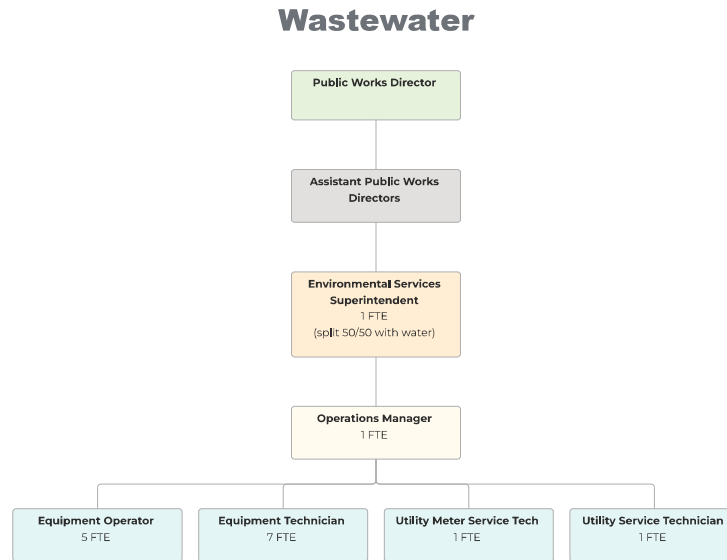 Wastewater
Public Works Director
Assistant Public Works
Directors
Environmental Services
Superintendent
1 FTE
(split 50/50 with water)
Operations Manager
1 FTE
Equipment Operator
5 FTE
Equipment Technician
7 FTE
Utility Meter Service Tech
1 FTE
Utility Service Technician
1 FTE